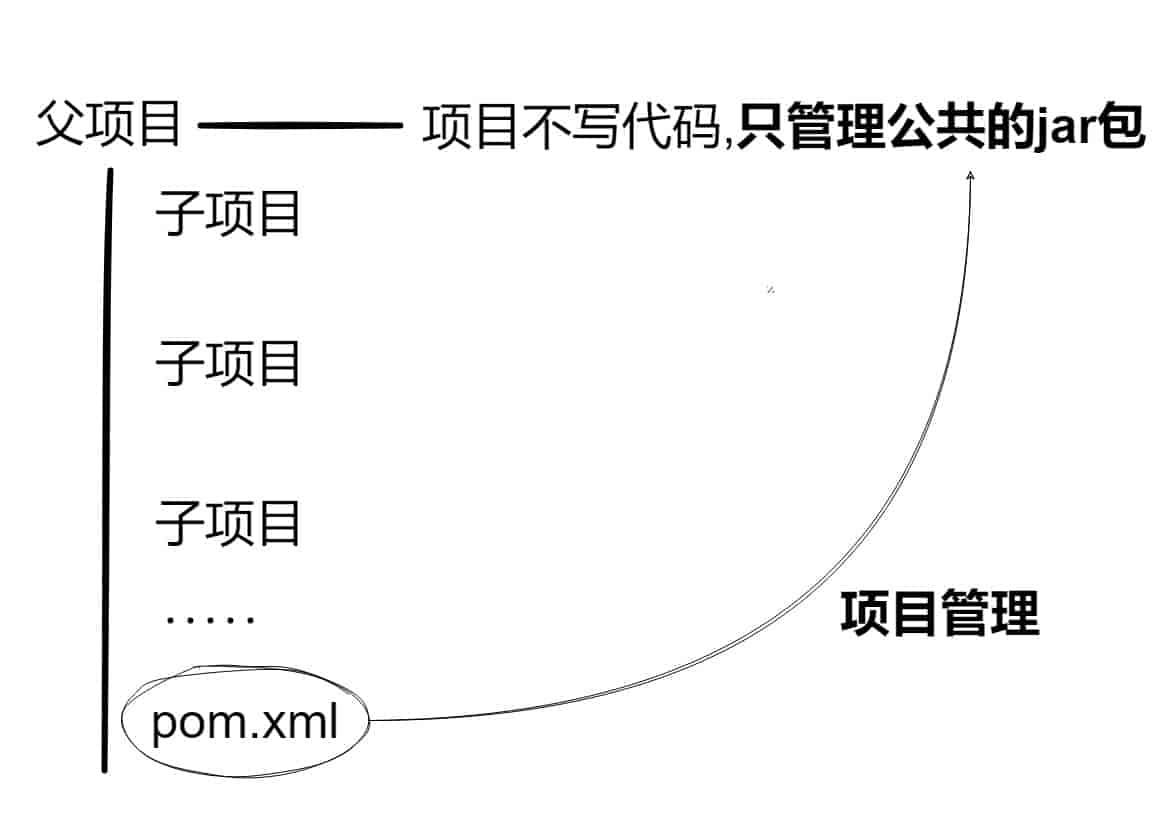 父项目
项目不写代码,只管理公共的jar包
子项目
子项目
子项目
.....
pom.xml
项目管理